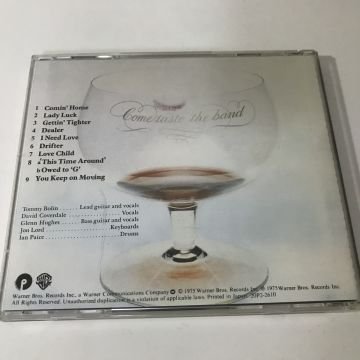 Come taste the band
1 Comin' Home
2 Lady Luck
3 Gettin' Tighter
4 Dealer
5 I Need Love
6 Drifter
7 Love Child
8 a 'This Time Around'
b 'Owed to 'G'
9 You Keep on Moving
Tommy Bolin ... Lead guitar and vocals
David Coverdale ... Vocals
Glenn Hughes ... Bass guitar and vocals
Jon Lord ... Keyboards
Ian Paice ... Drums
P WB
Warner Bros. Records Inc., a Warner Communications Company © 1975 Warner Bros. Records Inc. ℗ 1975 Warner Bros. Records Inc.
All Rights Reserved. Unauthorized duplication is a violation of applicable laws. Printed in Japan. 20P2-2610